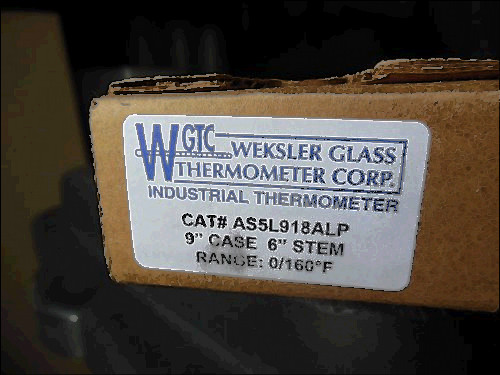 WGTC
WEKSLER GLASS
THERMOMETER CORP.
INDUSTRIAL THERMOMETER
CAT# AS5L918ALP
9" CASE 6" STEM
RANGE: 0/160°F